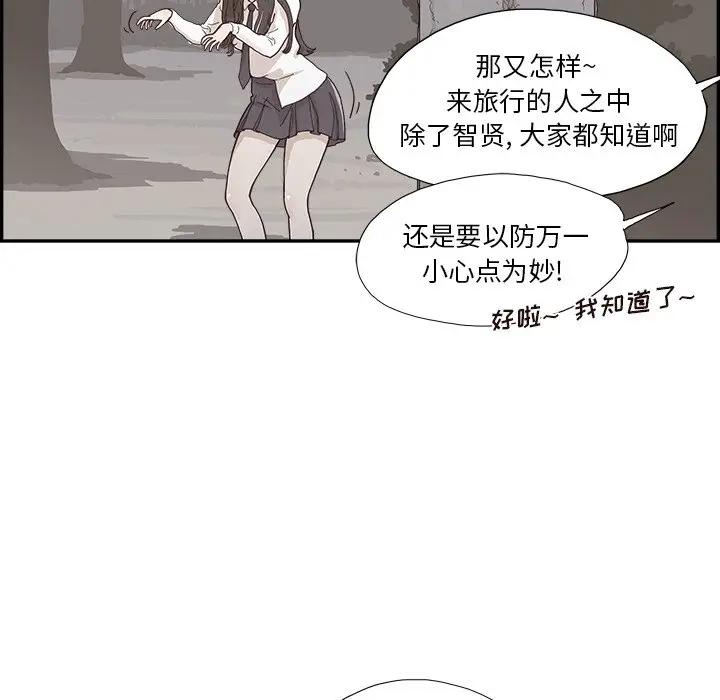 那又怎样~
来旅行的人之中
除了智贤, 大家都知道啊
还是要以防万一
小心点为妙!
好啦~ 我知道了~